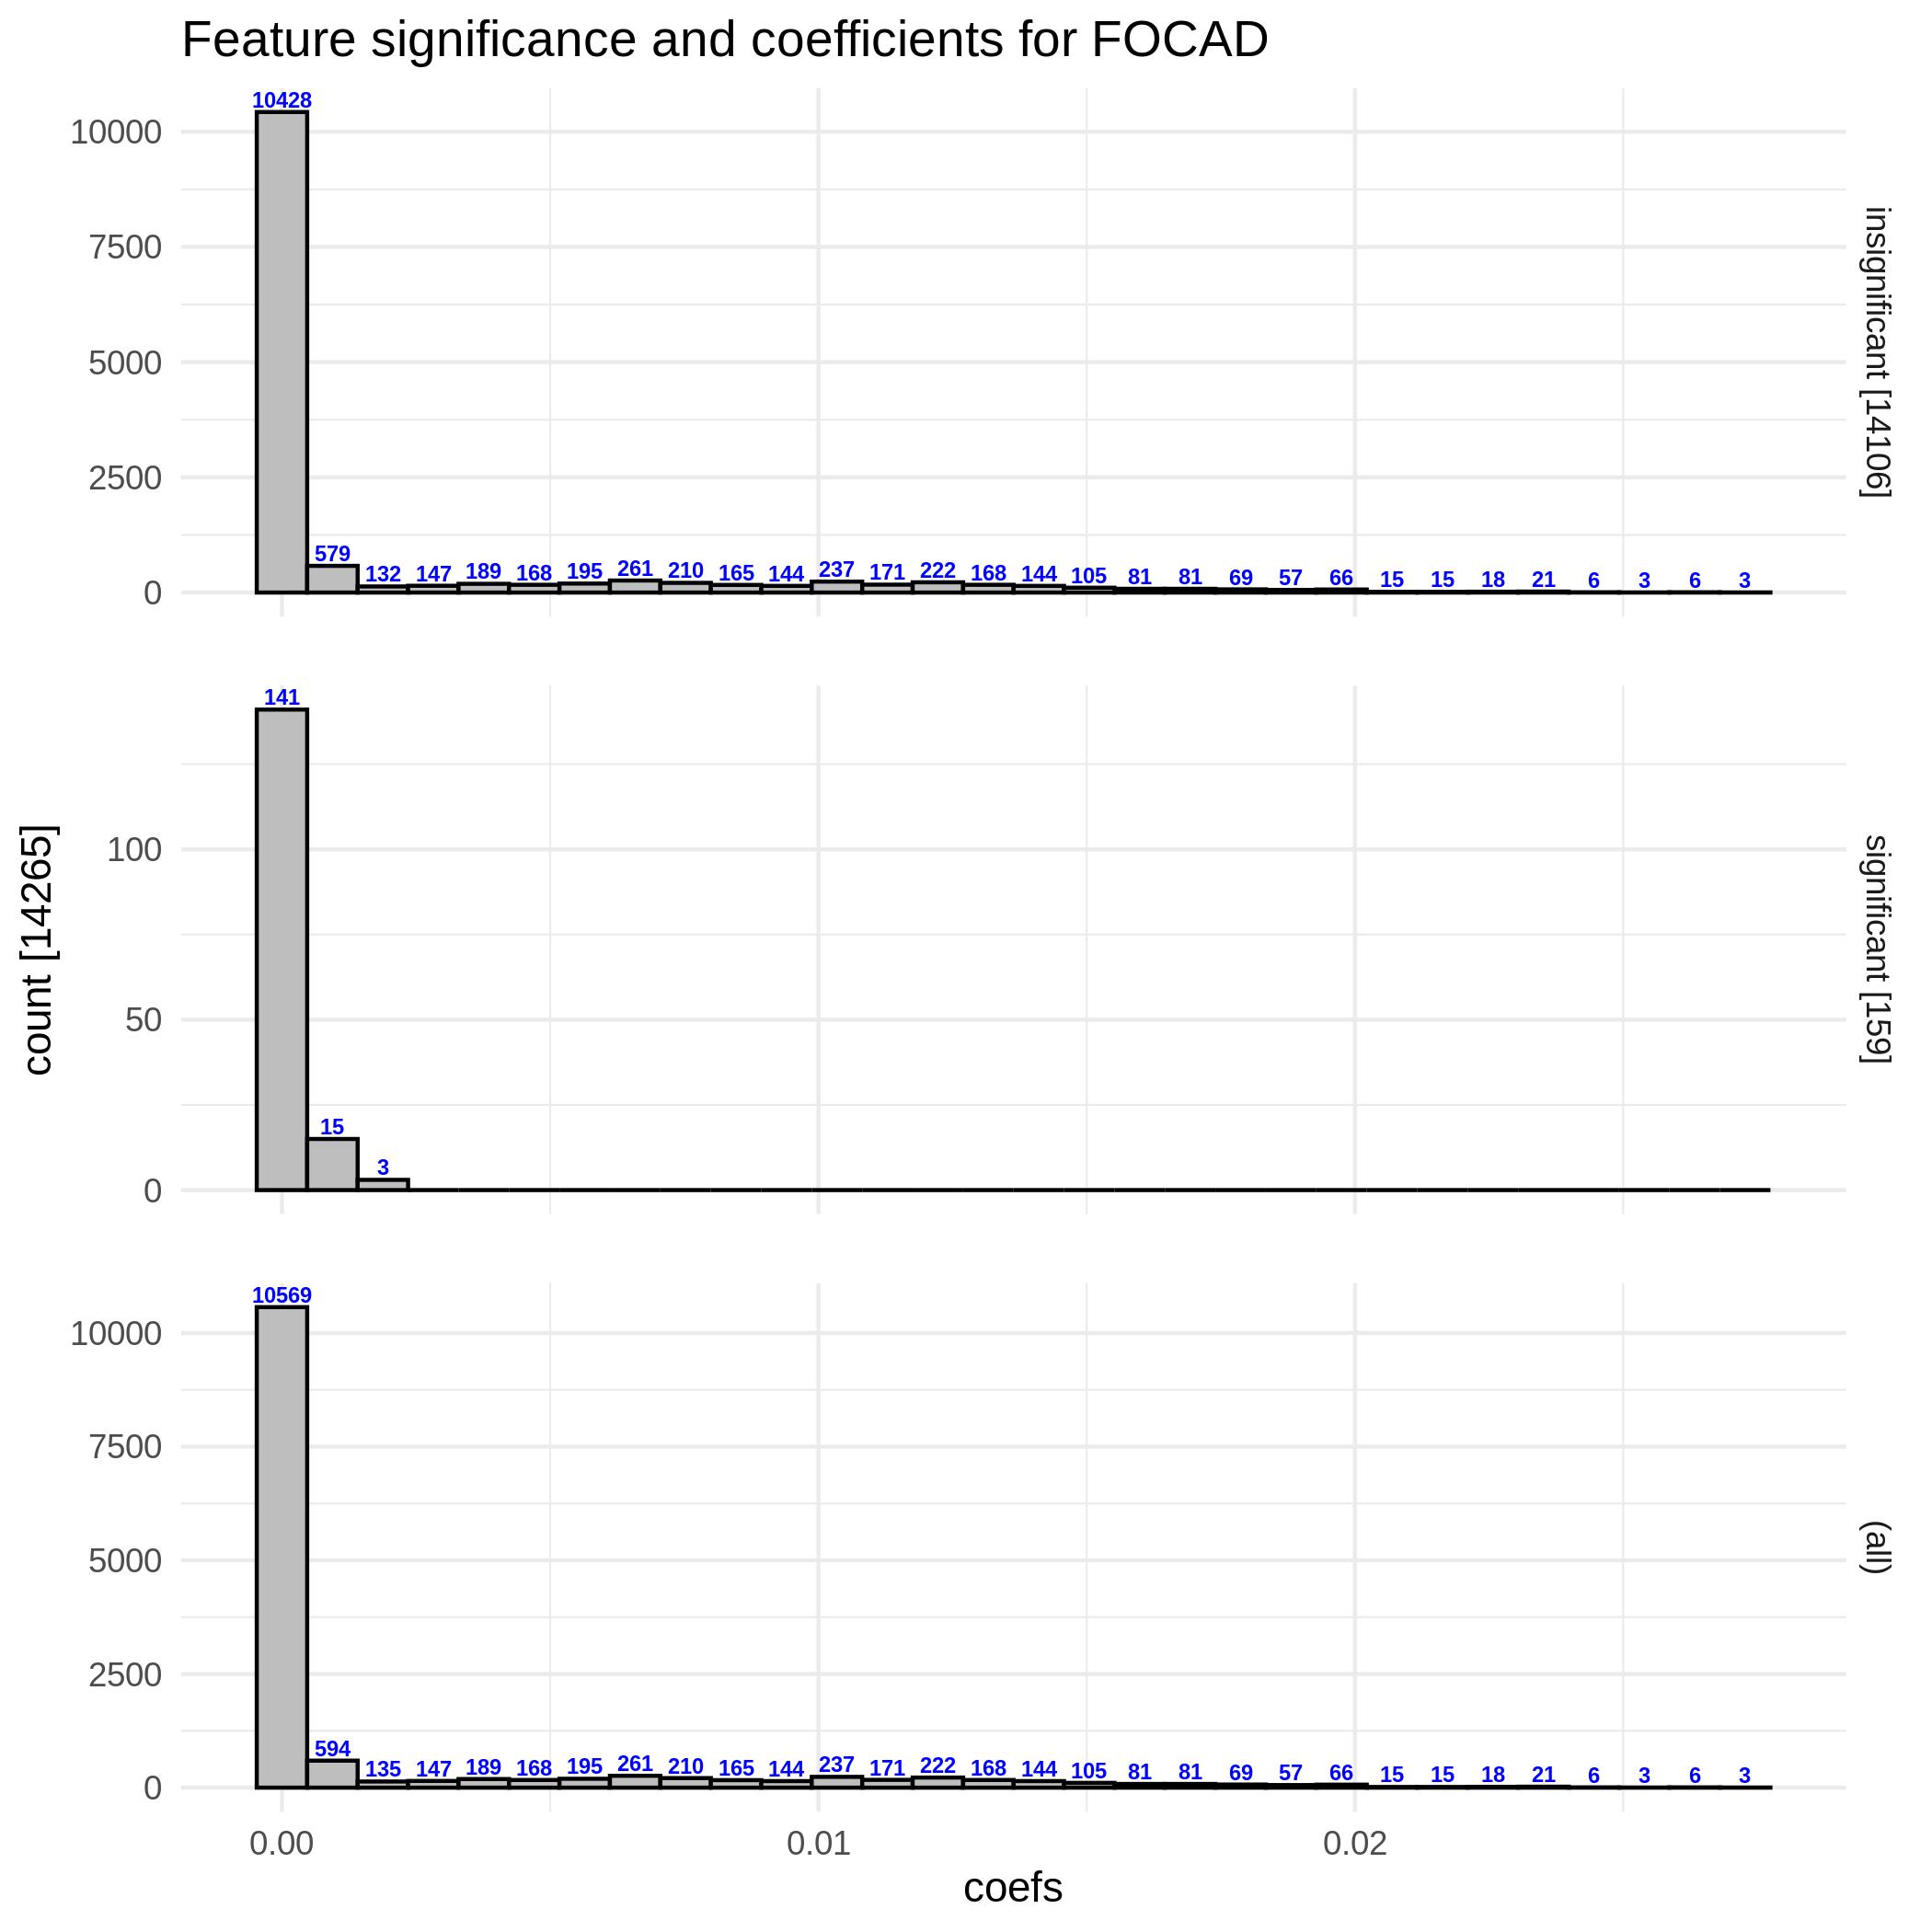 Feature significance and coefficients for FOCAD
10428
10000
7500
5000
2500
0
579 132 147 189 168 195 261 210 165 144 237 171 222 168 144 105 81 81 69 57 66 15 15 18 21 6 3 6 3
insignificant [14106]
141
100
50
0
15
3
significant [159]
count [14265]
10569
10000
7500
5000
2500
0
594 135 147 189 168 195 261 210 165 144 237 171 222 168 144 105 81 81 69 57 66 15 15 18 21 6 3 6 3
(all)
0.00 0.01 0.02
coefs